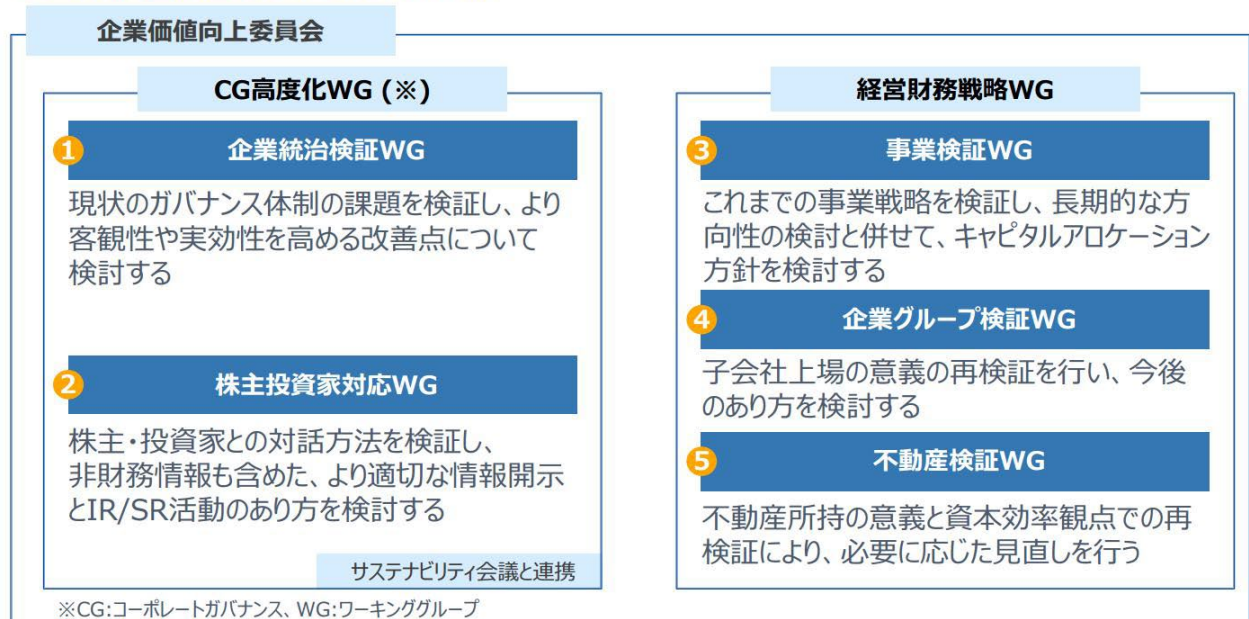 企業価値向上委員会
CG高度化WG (※)
❶ 企業統治検証WG
現状のガバナンス体制の課題を検証し、より
客観性や実効性を高める改善点について
検討する
❷ 株主投資家対応WG
株主・投資家との対話方法を検証し、
非財務情報も含めた、より適切な情報開示
とIR/SR活動のあり方を検討する
サステナビリティ会議と連携
経営財務戦略WG
❸ 事業検証WG
これまでの事業戦略を検証し、長期的な方
向性の検討と併せて、キャピタルアロケーション
方針を検討する
❹ 企業グループ検証WG
子会社上場の意義の再検証を行い、今後
のあり方を検討する
❺ 不動産検証WG
不動産所持の意義と資本効率観点での再
検証により、必要に応じた見直しを行う
※CG:コーポレートガバナンス、WG:ワーキンググループ